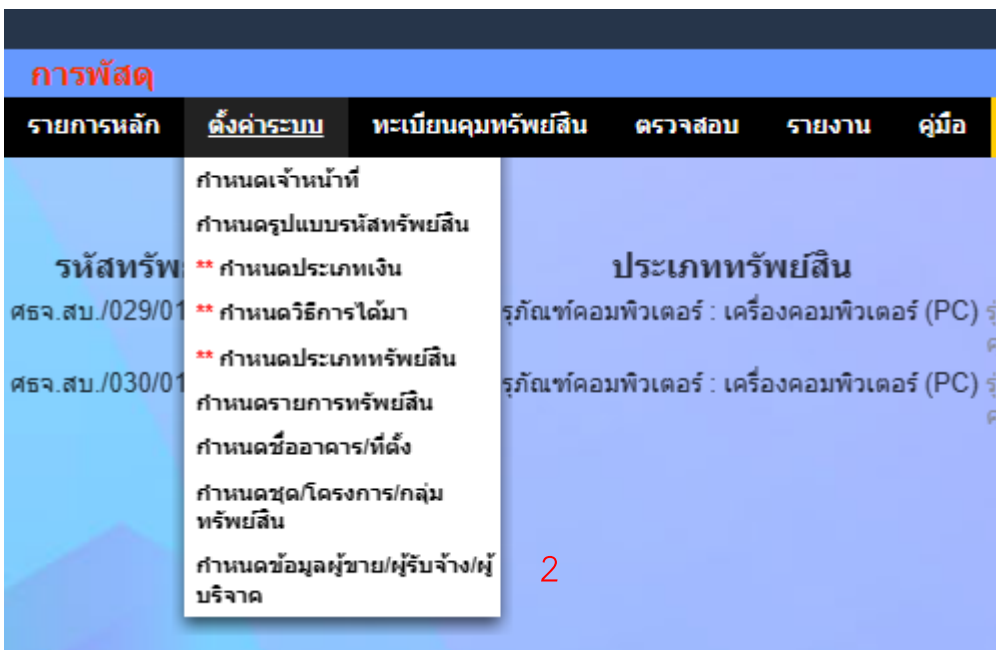 การพัสดุ
รายการหลัก ตั้งค่าระบบ ทะเบียนคุมทรัพย์สิน ตรวจสอบ รายงาน คู่มือ
กำหนดเจ้าหน้าที่
กำหนดรูปแบบรหัสทรัพย์สิน
รหัสทรัพ ** กำหนดประเภทเงิน ประเภททรัพย์สิน
ศธจ.สบ./029/01 ** กำหนดวิธีการได้มา รุภัณฑ์คอมพิวเตอร์ : เครื่องคอมพิวเตอร์ (PC)
** กำหนดประเภททรัพย์สิน
ศธจ.สบ./030/01 กำหนดรายการทรัพย์สิน รุภัณฑ์คอมพิวเตอร์ : เครื่องคอมพิวเตอร์ (PC)
กำหนดชื่ออาคาร/ที่ตั้ง
กำหนดชุด/โครงการ/กลุ่ม
ทรัพย์สิน
กำหนดข้อมูลผู้ขาย/ผู้รับจ้าง/ผู้ 2
บริจาค